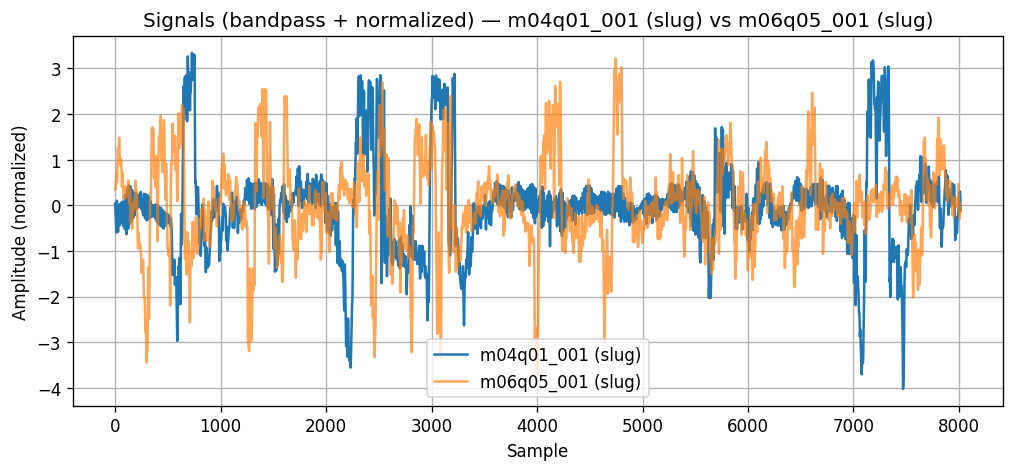 Signals (bandpass + normalized) — m04q01_001 (slug) vs m06q05_001 (slug)
Amplitude (normalized)
3
2
1
0
−1
−2
−3
−4
m04q01_001 (slug)
m06q05_001 (slug)
0 1000 2000 3000 4000 5000 6000 7000 8000
Sample